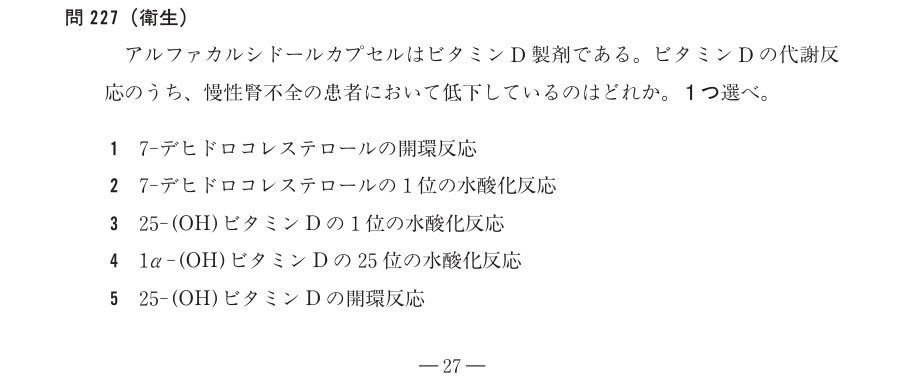 問 227（衛生）
アルファカルシドールカプセルはビタミン D 製剤である。ビタミン D の代謝反
応のうち、慢性腎不全の患者において低下しているのはどれか。1つ選べ。
1 7-デヒドロコレステロールの開環反応
2 7-デヒドロコレステロールの 1 位の水酸化反応
3 25-(OH)ビタミン D の 1 位の水酸化反応
4 1α-(OH)ビタミン D の 25 位の水酸化反応
5 25-(OH)ビタミン D の開環反応
— 27 —